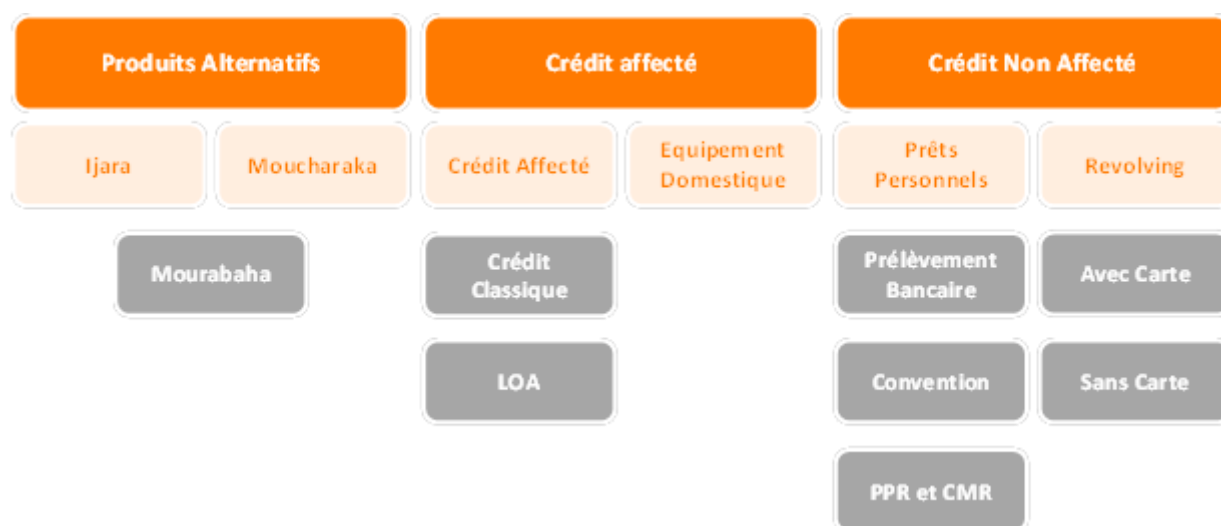 Produits Alternatifs
Crédit affecté
Crédit Non Affecté
Ijara
Moucharaka
Crédit Affecté
Equipement
Domestique
Prêts
Personnels
Revolving
Mourabaha
Crédit
Classique
Prélèvement
Bancaire
Avec Carte
LOA
Convention
Sans Carte
PPR et CMR